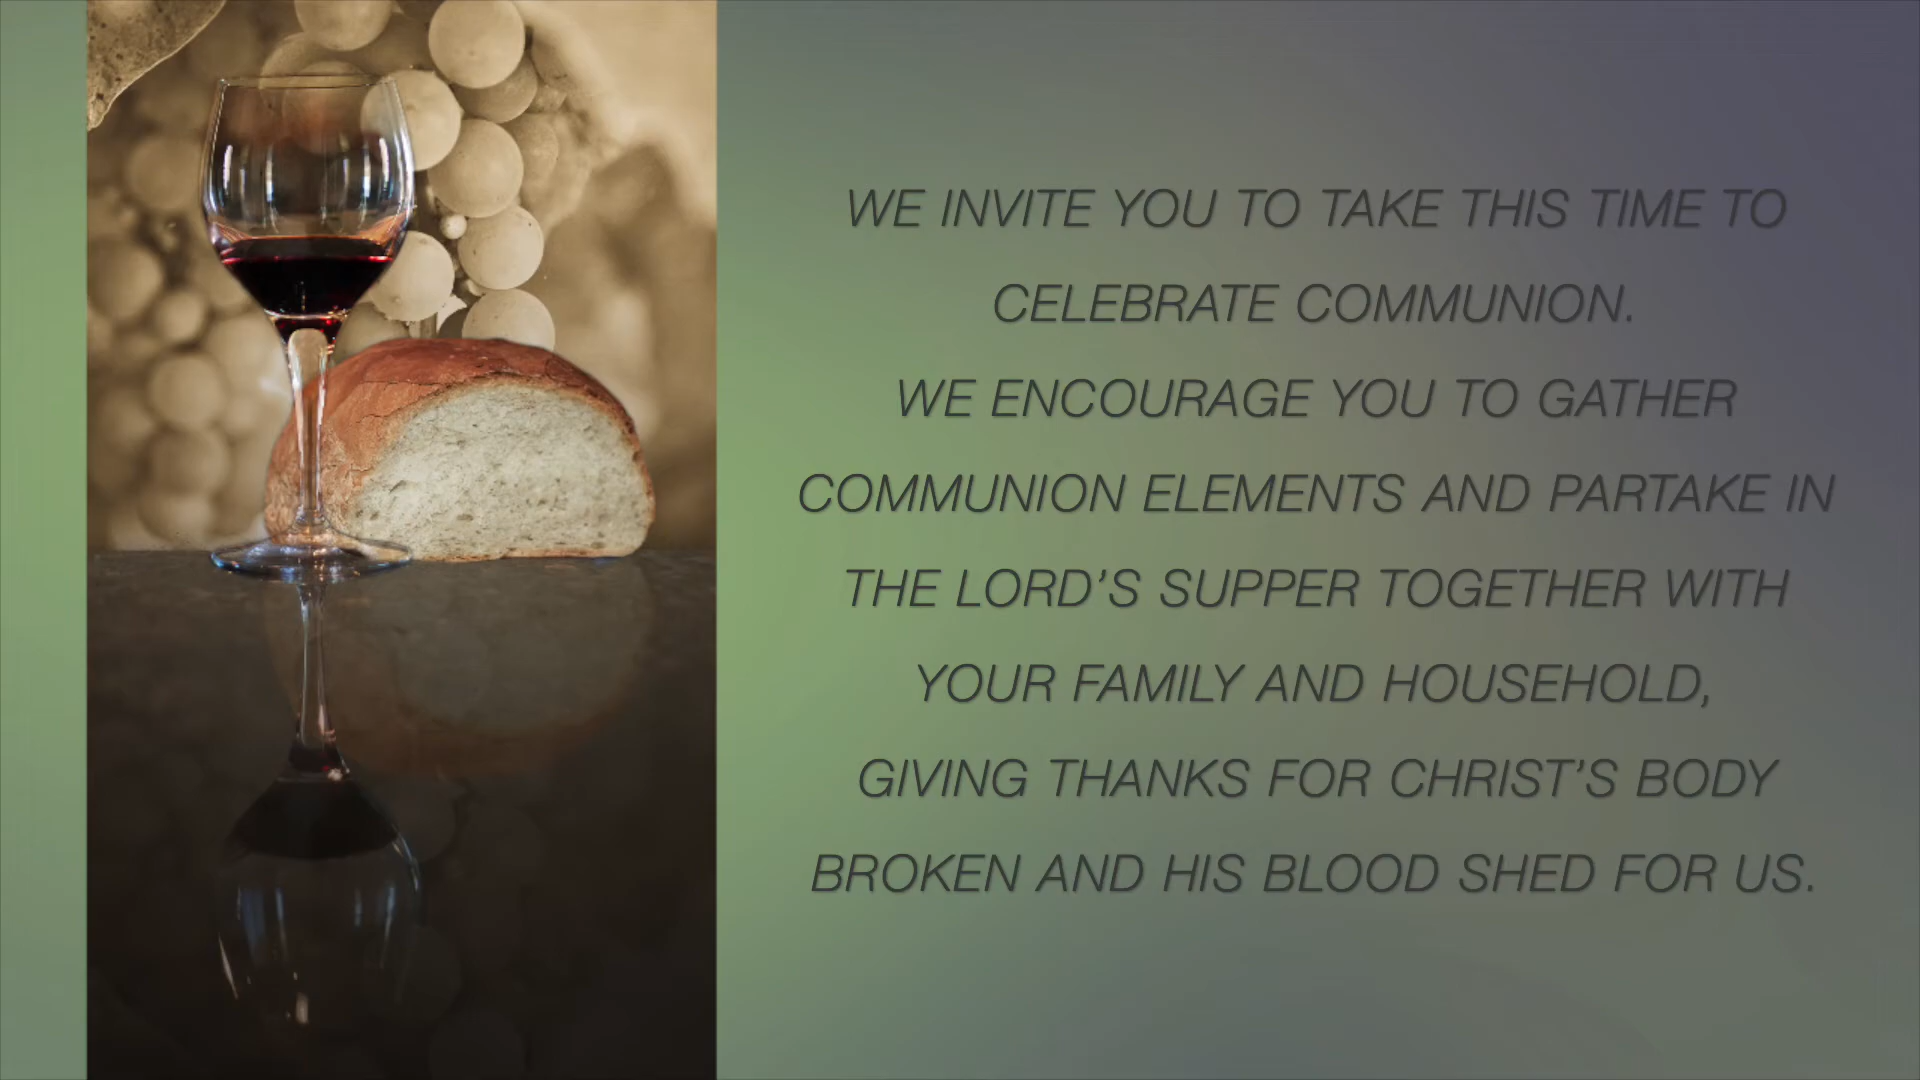 WE INVITE YOU TO TAKE THIS TIME TO
CELEBRATE COMMUNION.
WE ENCOURAGE YOU TO GATHER
COMMUNION ELEMENTS AND PARTAKE IN
THE LORD’S SUPPER TOGETHER WITH
YOUR FAMILY AND HOUSEHOLD,
GIVING THANKS FOR CHRIST’S BODY
BROKEN AND HIS BLOOD SHED FOR US.